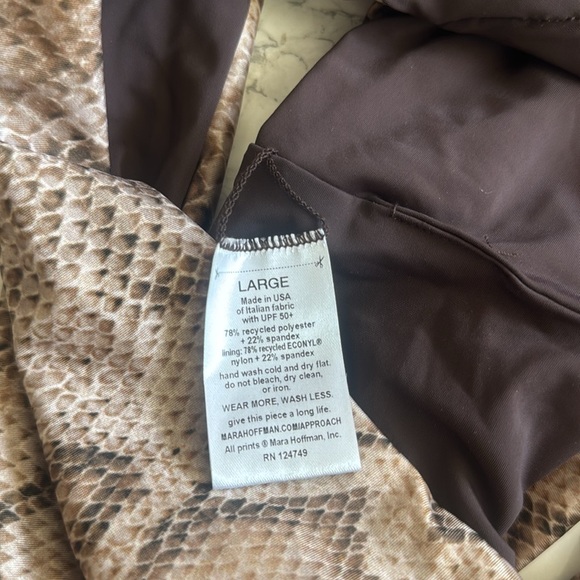 LARGE
Made in USA
of Italian fabric
with UPF 50+
78% recycled polyester
+ 22% spandex
lining: 78% recycled ECONYL®
nylon + 22% spandex
hand wash cold and dry flat.
do not bleach, dry clean,
or iron.
WEAR MORE, WASH LESS.
give this piece a long life.
MARAHOFFMAN.COM/APPROACH
All prints ® Mara Hoffman, Inc.
RN 124749